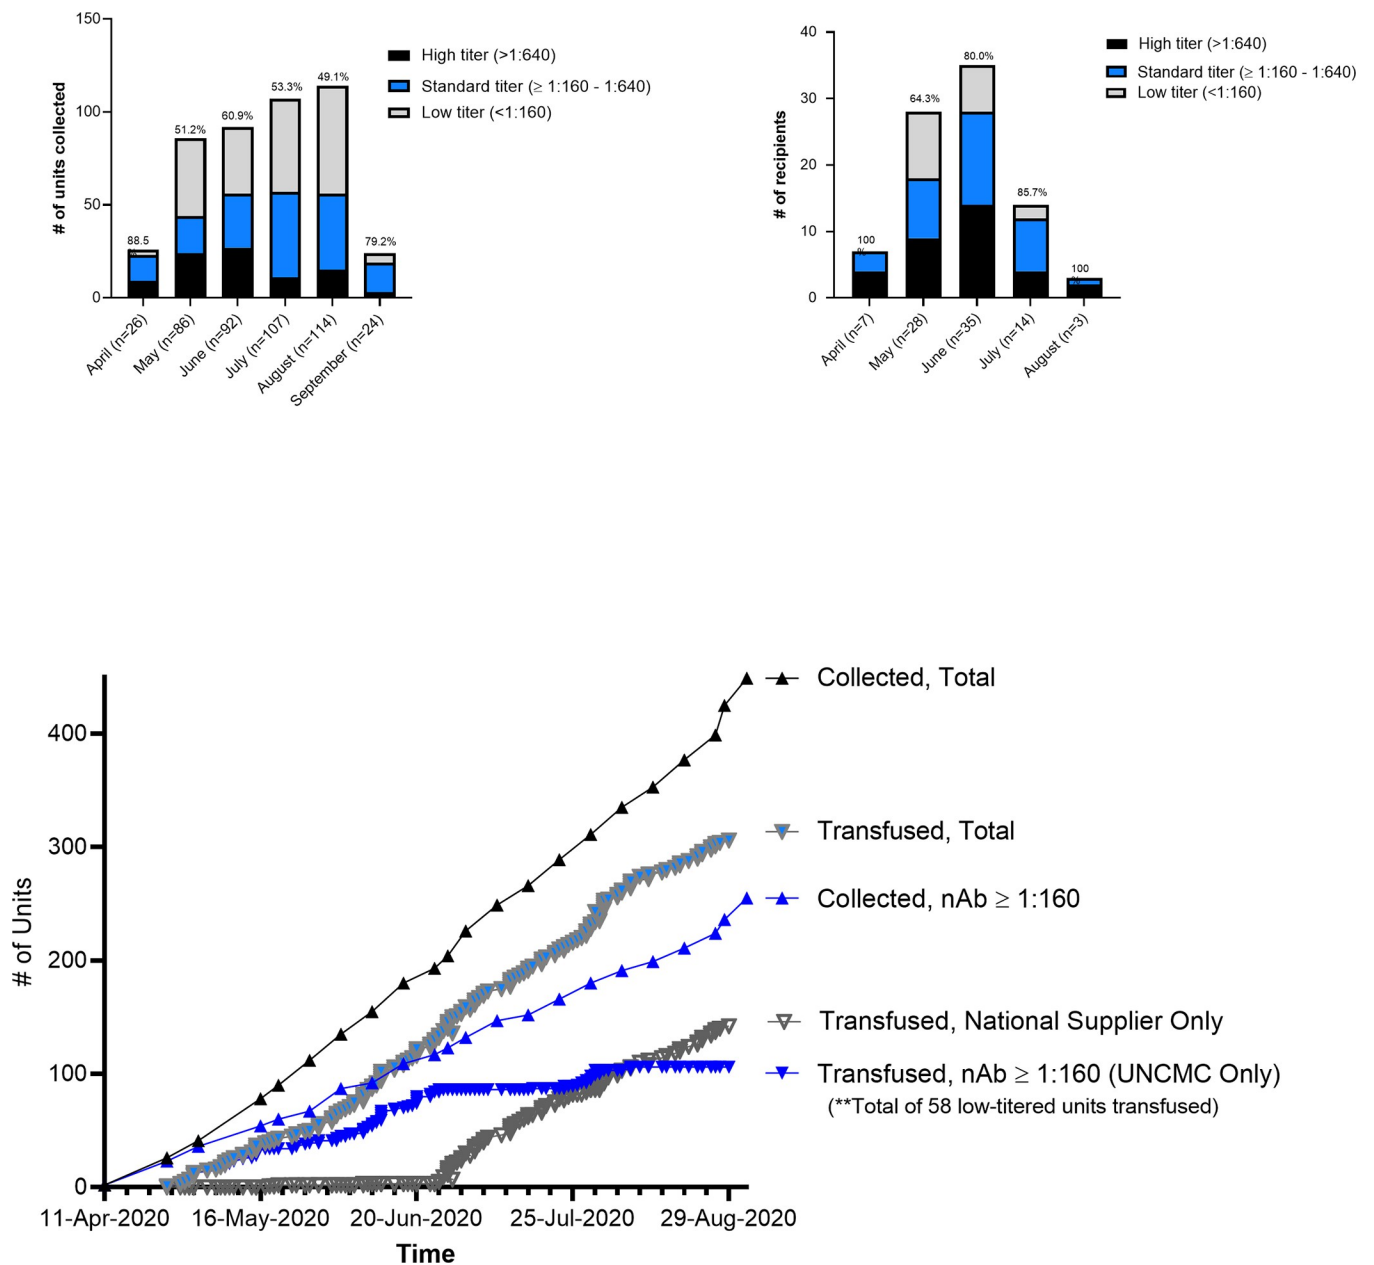 150
100
50
0
# of units collected
High titer (>1:640)
Standard titer (≥ 1:160 - 1:640)
Low titer (<1:160)
88.5
%
51.2%
60.9%
53.3%
49.1%
79.2%
April (n=26)
May (n=86)
June (n=92)
July (n=107)
August (n=114)
September (n=24)
40
30
20
10
0
# of recipients
High titer (>1:640)
Standard titer (≥ 1:160 - 1:640)
Low titer (<1:160)
100
%
64.3%
80.0%
85.7%
100
%
April (n=7)
May (n=28)
June (n=35)
July (n=14)
August (n=3)
400
300
200
100
0
# of Units
Collected, Total
Transfused, Total
Collected, nAb ≥ 1:160
Transfused, National Supplier Only
Transfused, nAb ≥ 1:160 (UNCMC Only)
(**Total of 58 low-titered units transfused)
11-Apr-2020 16-May-2020 20-Jun-2020 25-Jul-2020 29-Aug-2020
Time